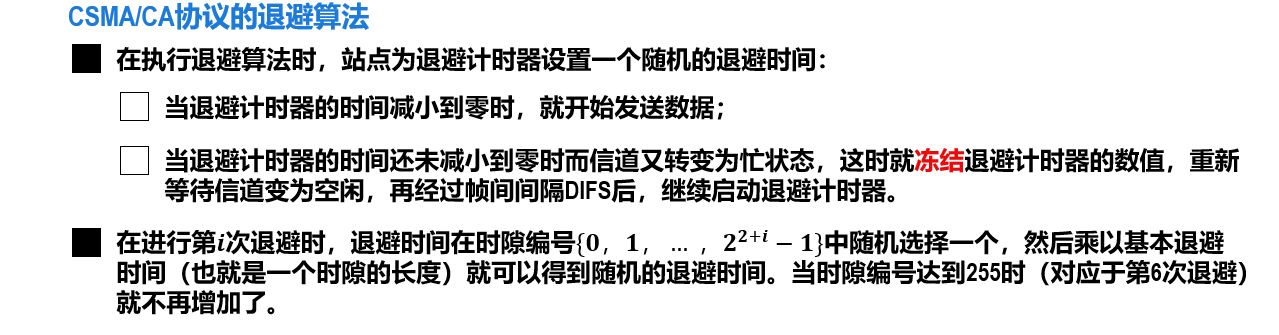 CSMA/CA协议的退避算法
在执行退避算法时，站点为退避计时器设置一个随机的退避时间：
当退避计时器的时间减小到零时，就开始发送数据；
当退避计时器的时间还未减小到零时而信道又转变为忙状态，这时就冻结退避计时器的数值，重新
等待信道变为空闲，再经过帧间间隔DIFS后，继续启动退避计时器。
在进行第i次退避时，退避时间在时隙编号{0，1，…，2²⁺ⁱ − 1}中随机选择一个，然后乘以基本退避
时间（也就是一个时隙的长度）就可以得到随机的退避时间。当时隙编号达到255时（对应于第6次退避）
就不再增加了。